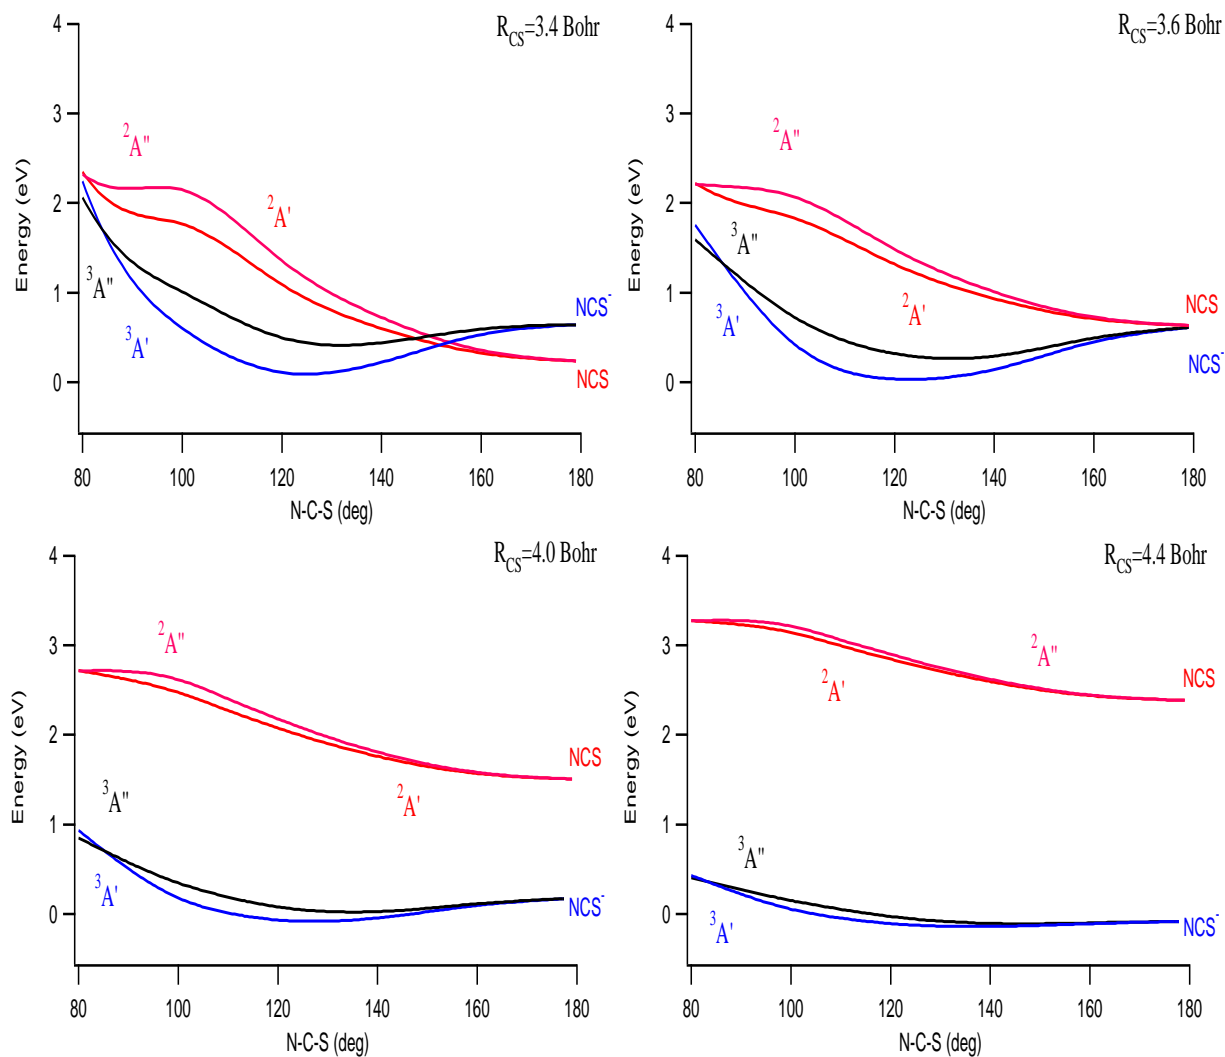 R_CS=3.4 Bohr
4
3
2
1
0
Energy (eV)
²A"
²A'
³A"
³A'
NCS⁻
NCS
80 100 120 140 160 180
N-C-S (deg)
R_CS=3.6 Bohr
4
3
2
1
0
Energy (eV)
²A"
³A"
²A'
³A'
NCS
NCS⁻
80 100 120 140 160 180
N-C-S (deg)
R_CS=4.0 Bohr
4
3
2
1
0
Energy (eV)
²A"
NCS
³A"
²A'
³A'
NCS⁻
80 100 120 140 160 180
N-C-S (deg)
R_CS=4.4 Bohr
4
3
2
1
0
Energy (eV)
²A"
²A'
NCS
³A"
³A'
NCS⁻
80 100 120 140 160 180
N-C-S (deg)